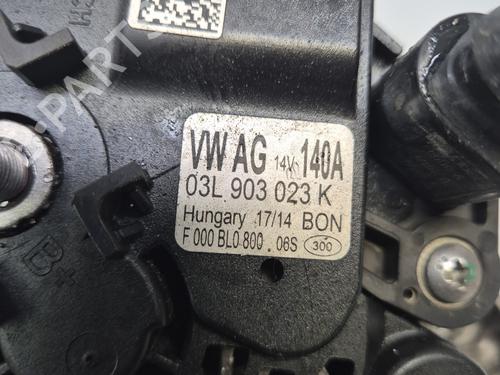 VW AG 14V 140A
03L 903 023 K
Hungary 17/14 BON
F 000 BL0 800 . 06S 300
B+